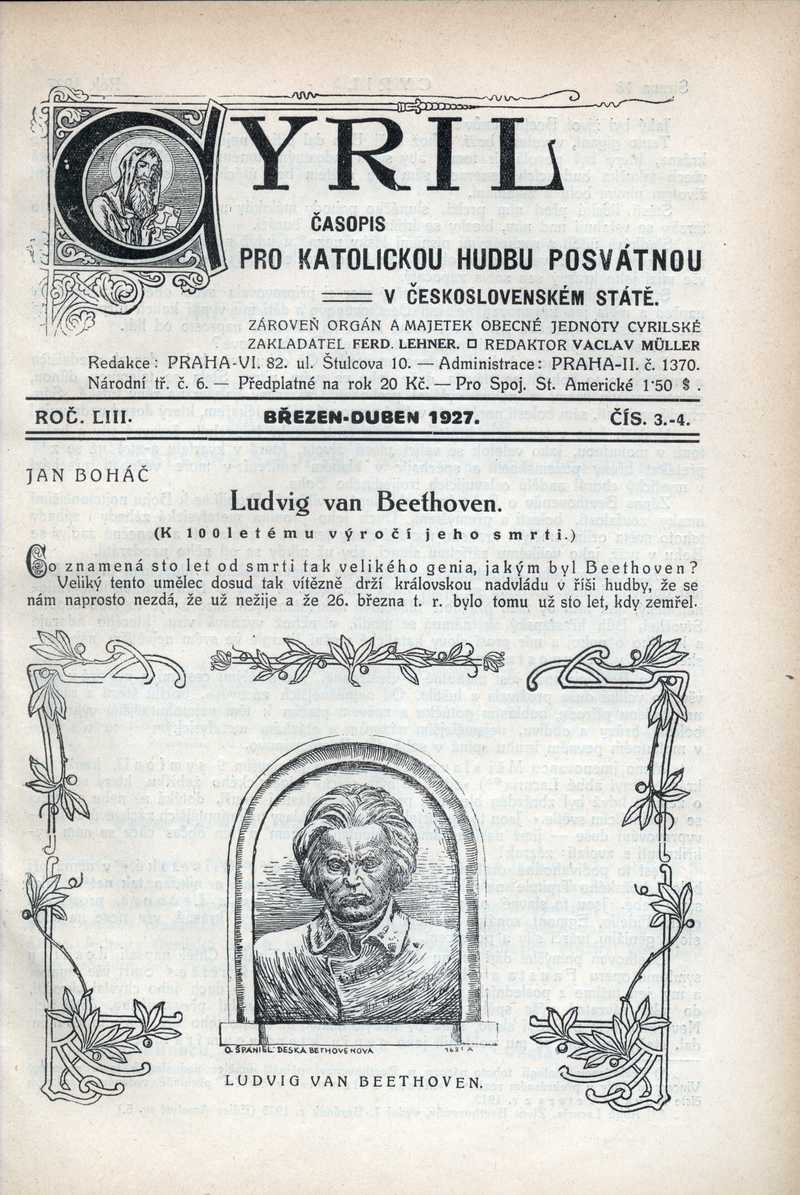 CYRIL
ČASOPIS
PRO KATOLICKOU HUDBU POSVÁTNOU
V ČESKOSLOVENSKÉM STÁTĚ.
ZÁROVEŇ ORGÁN A MAJETEK OBECNÉ JEDNOTY CYRILSKÉ
ZAKLADATEL FERD. LEHNER. □ REDAKTOR VACLAV MÜLLER
Redakce: PRAHA-VI. 82. ul. Štulcova 10. — Administrace: PRAHA-II. č. 1370.
Národní tř. č. 6. — Předplatné na rok 20 Kč. — Pro Spoj. St. Americké 1·50 $.
ROČ. LIII. BŘEZEN-DUBEN 1927. ČÍS. 3.-4.
JAN BOHÁČ
Ludvig van Beethoven.
(K 100letému výročí jeho smrti.)
Co znamená sto let od smrti tak velikého genia, jakým byl Beethoven?
Veliký tento umělec dosud tak vítězně drží královskou nadvládu v říši hudby, že se
nám naprosto nezdá, že už nežije a že 26. března t. r. bylo tomu už sto let, kdy zemřel.
O. ŠPANIEL: DESKA BETHOVENOVA
LUDVIG VAN BEETHOVEN.